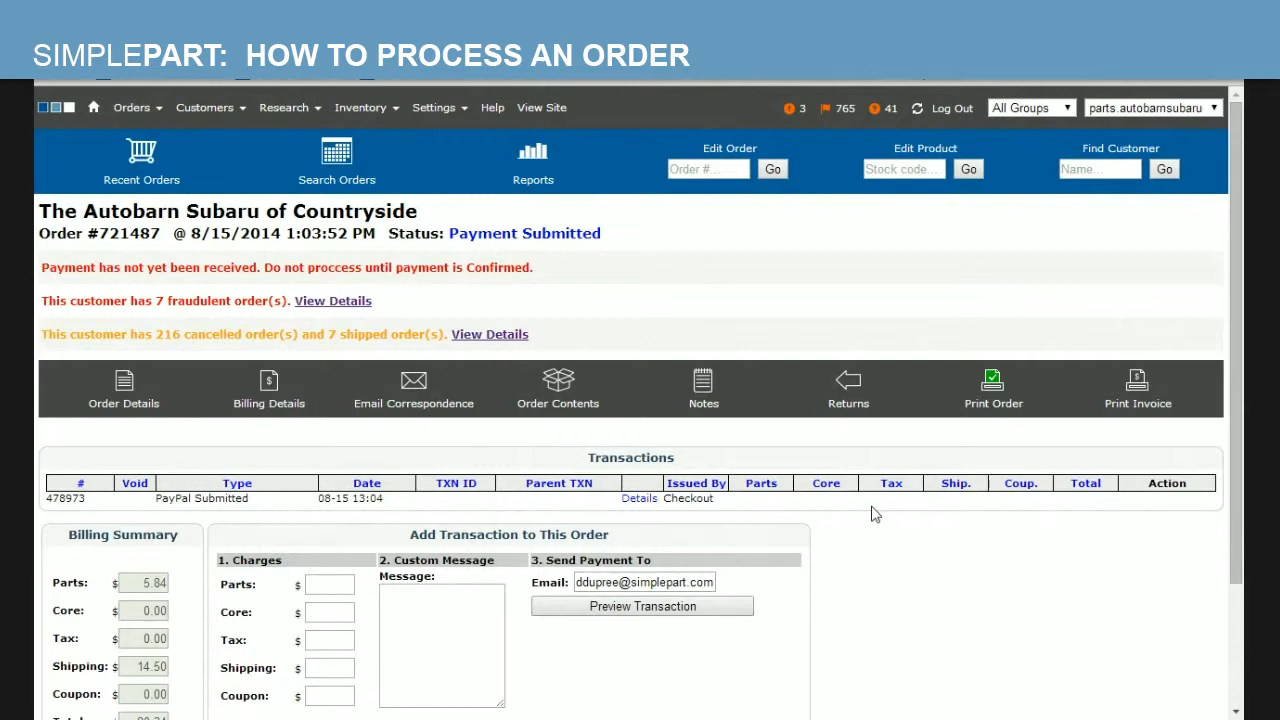 SIMPLEPART: HOW TO PROCESS AN ORDER
Orders Customers Research Inventory Settings Help View Site 3 765 41 Log Out All Groups parts.autobarnsubaru
Recent Orders Search Orders Reports
Edit Order Edit Product Find Customer
Order #... Go Stock code... Go Name... Go
The Autobarn Subaru of Countryside
Order #721487 @ 8/15/2014 1:03:52 PM Status: Payment Submitted
Payment has not yet been received. Do not proccess until payment is Confirmed.
This customer has 7 fraudulent order(s). View Details
This customer has 216 cancelled order(s) and 7 shipped order(s). View Details
Order Details Billing Details Email Correspondence Order Contents Notes Returns Print Order Print Invoice
Transactions
# Void Type Date TXN ID Parent TXN Issued By Parts Core Tax Ship. Coup. Total Action
478973 PayPal Submitted 08-15 13:04 Details Checkout
Billing Summary
Parts: $ 5.84
Core: $ 0.00
Tax: $ 0.00
Shipping: $ 14.50
Coupon: $ 0.00
Add Transaction to This Order
1. Charges 2. Custom Message 3. Send Payment To
Parts: $
Core: $
Tax: $
Shipping: $
Coupon: $
Message:
Email: ddupree@simplepart.com
Preview Transaction